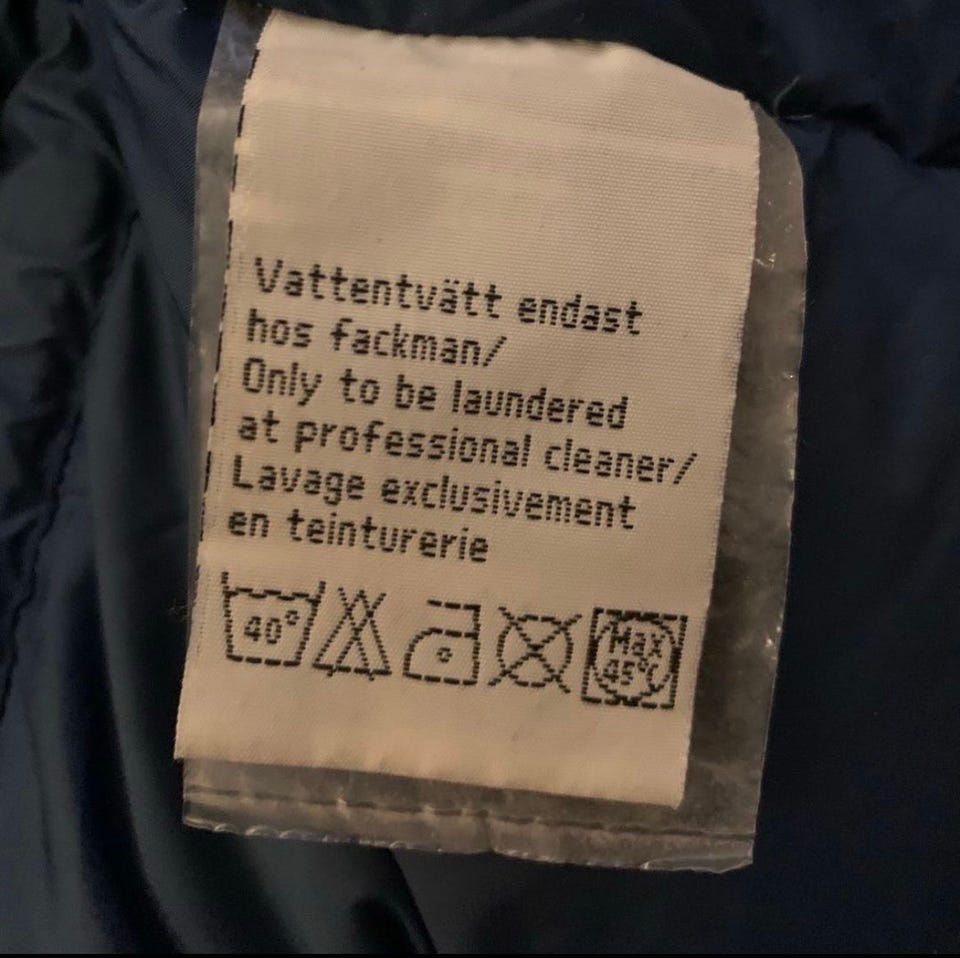 Vattentvätt endast
hos fackman/
Only to be laundered
at professional cleaner/
Lavage exclusivement
en teinturerie
40°
Max
45°C